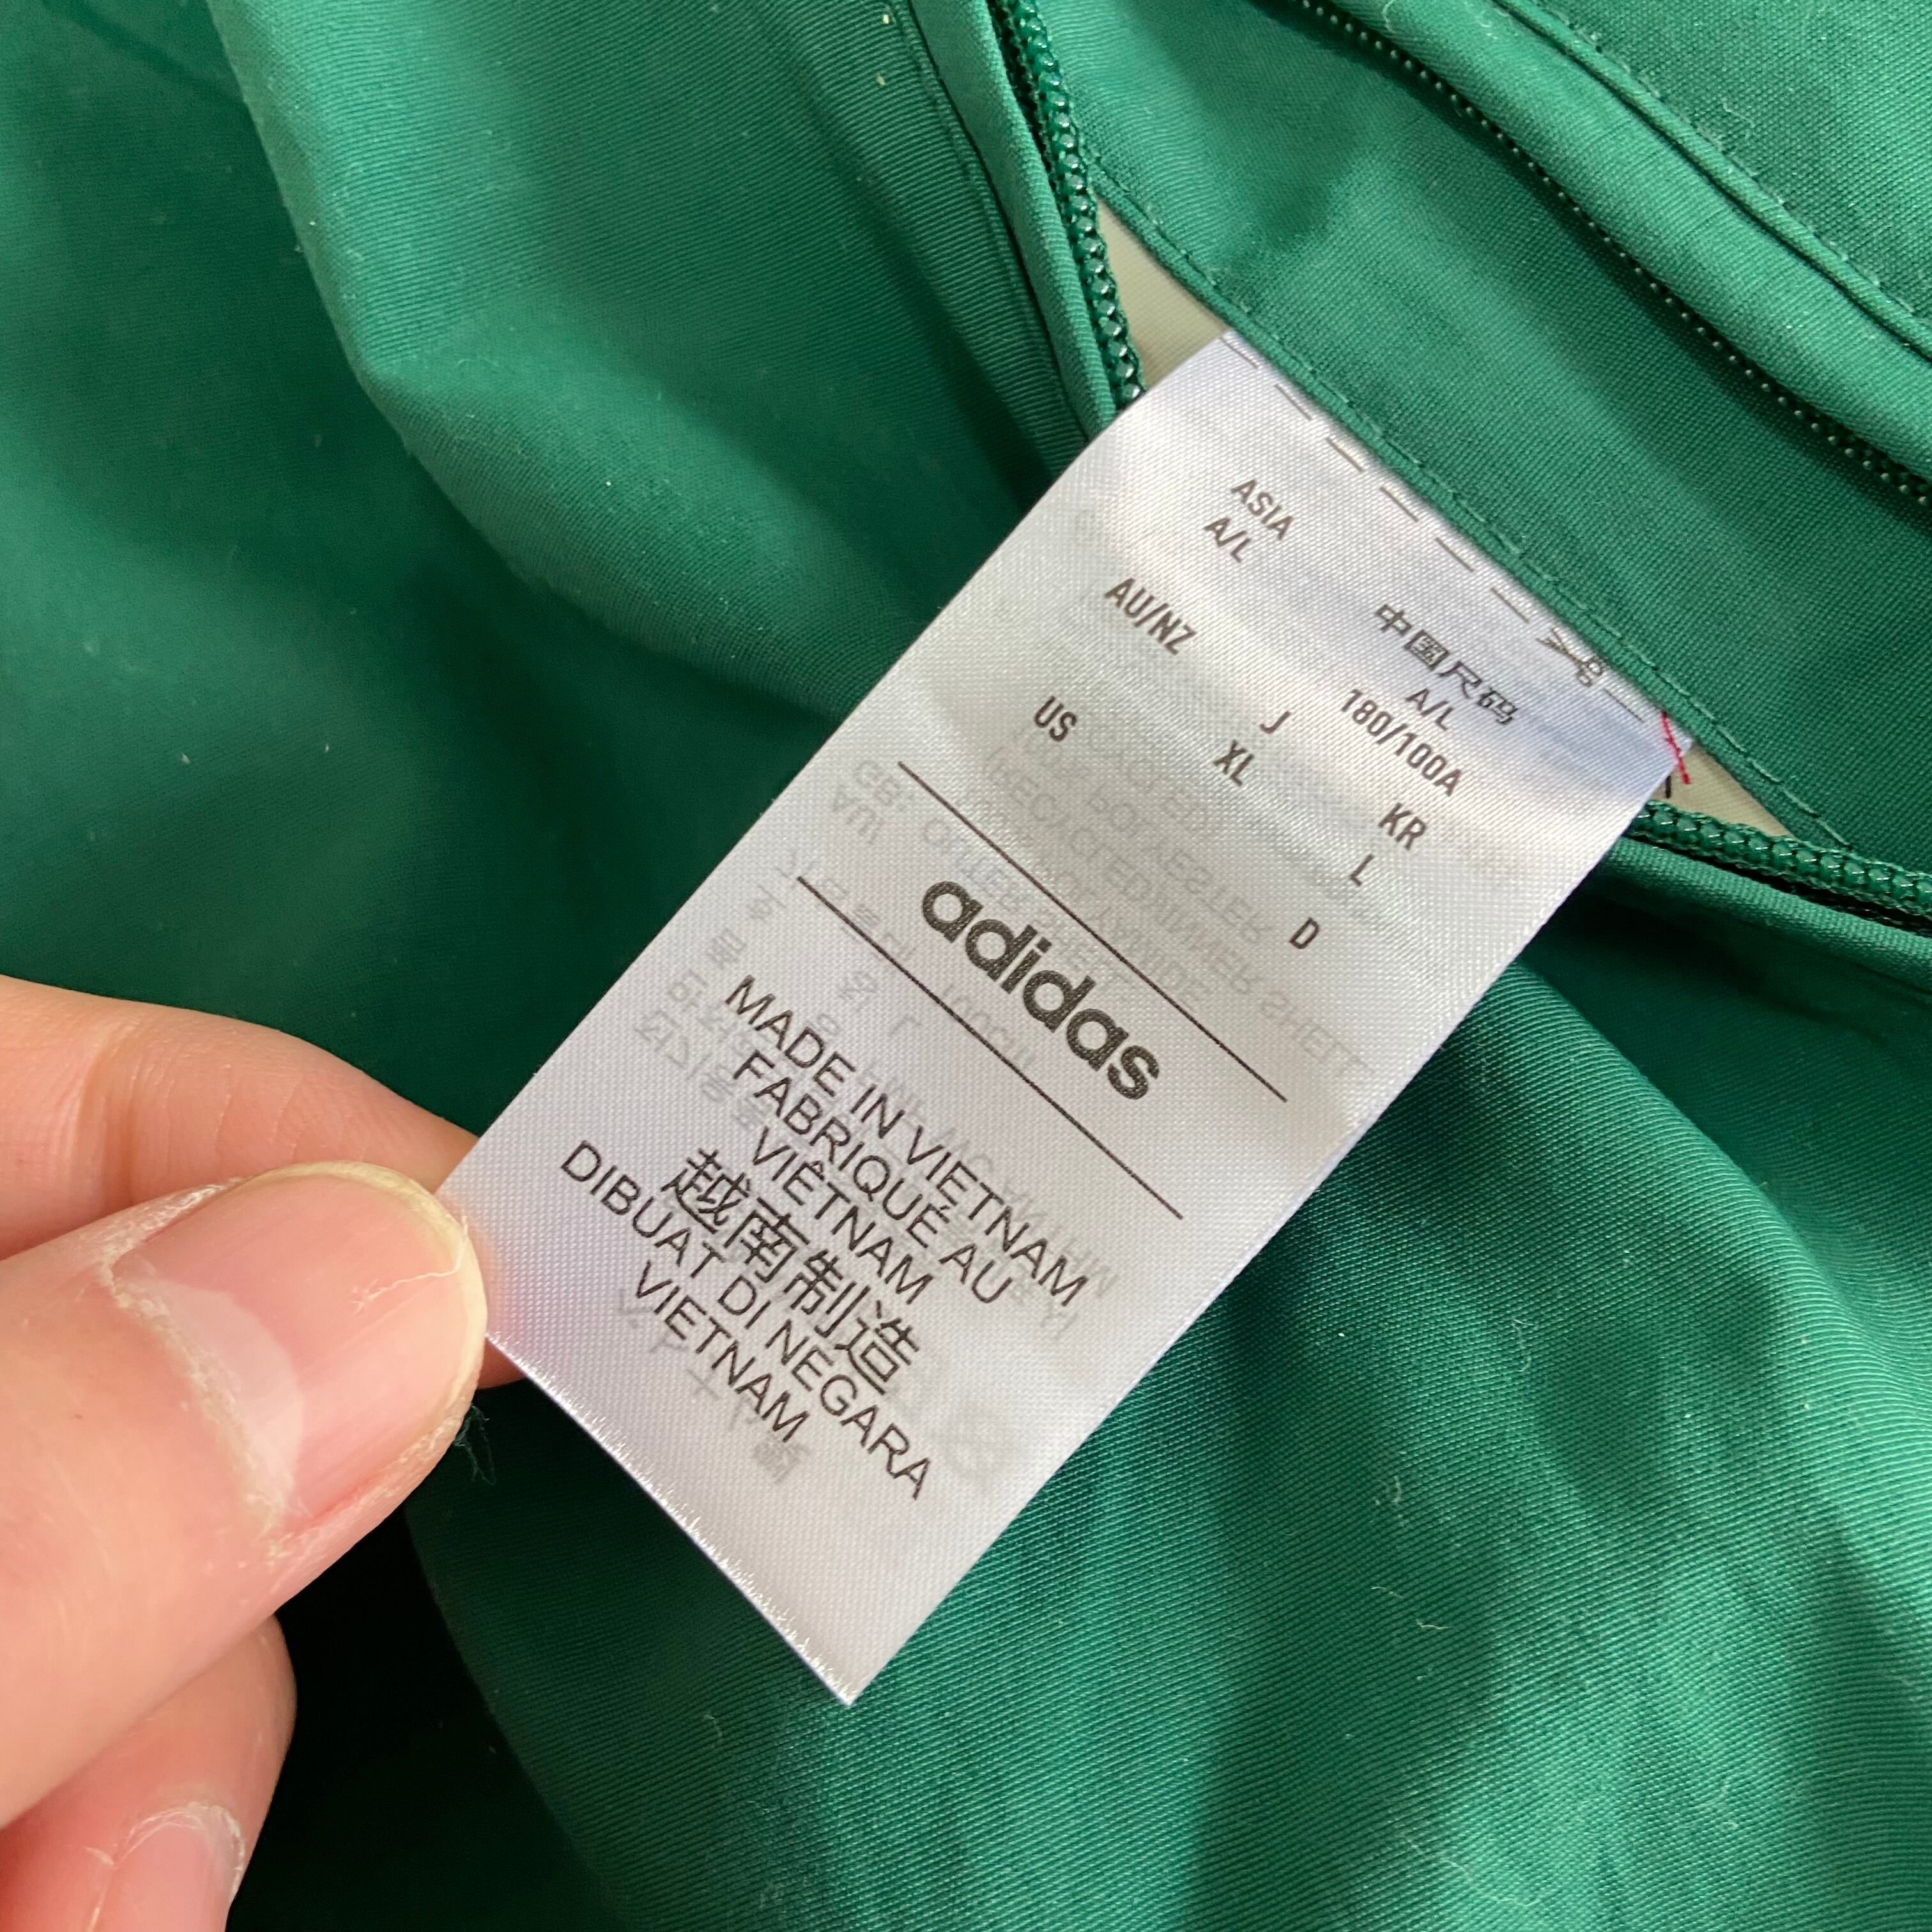 ASIA 中国尺码
A/L A/L
180/100A
AU/NZ J KR
XL L
US D
adidas
MADE IN VIETNAM
FABRIQUÉ AU
VIÊTNAM
越南制造
DIBUAT DI NEGARA
VIETNAM